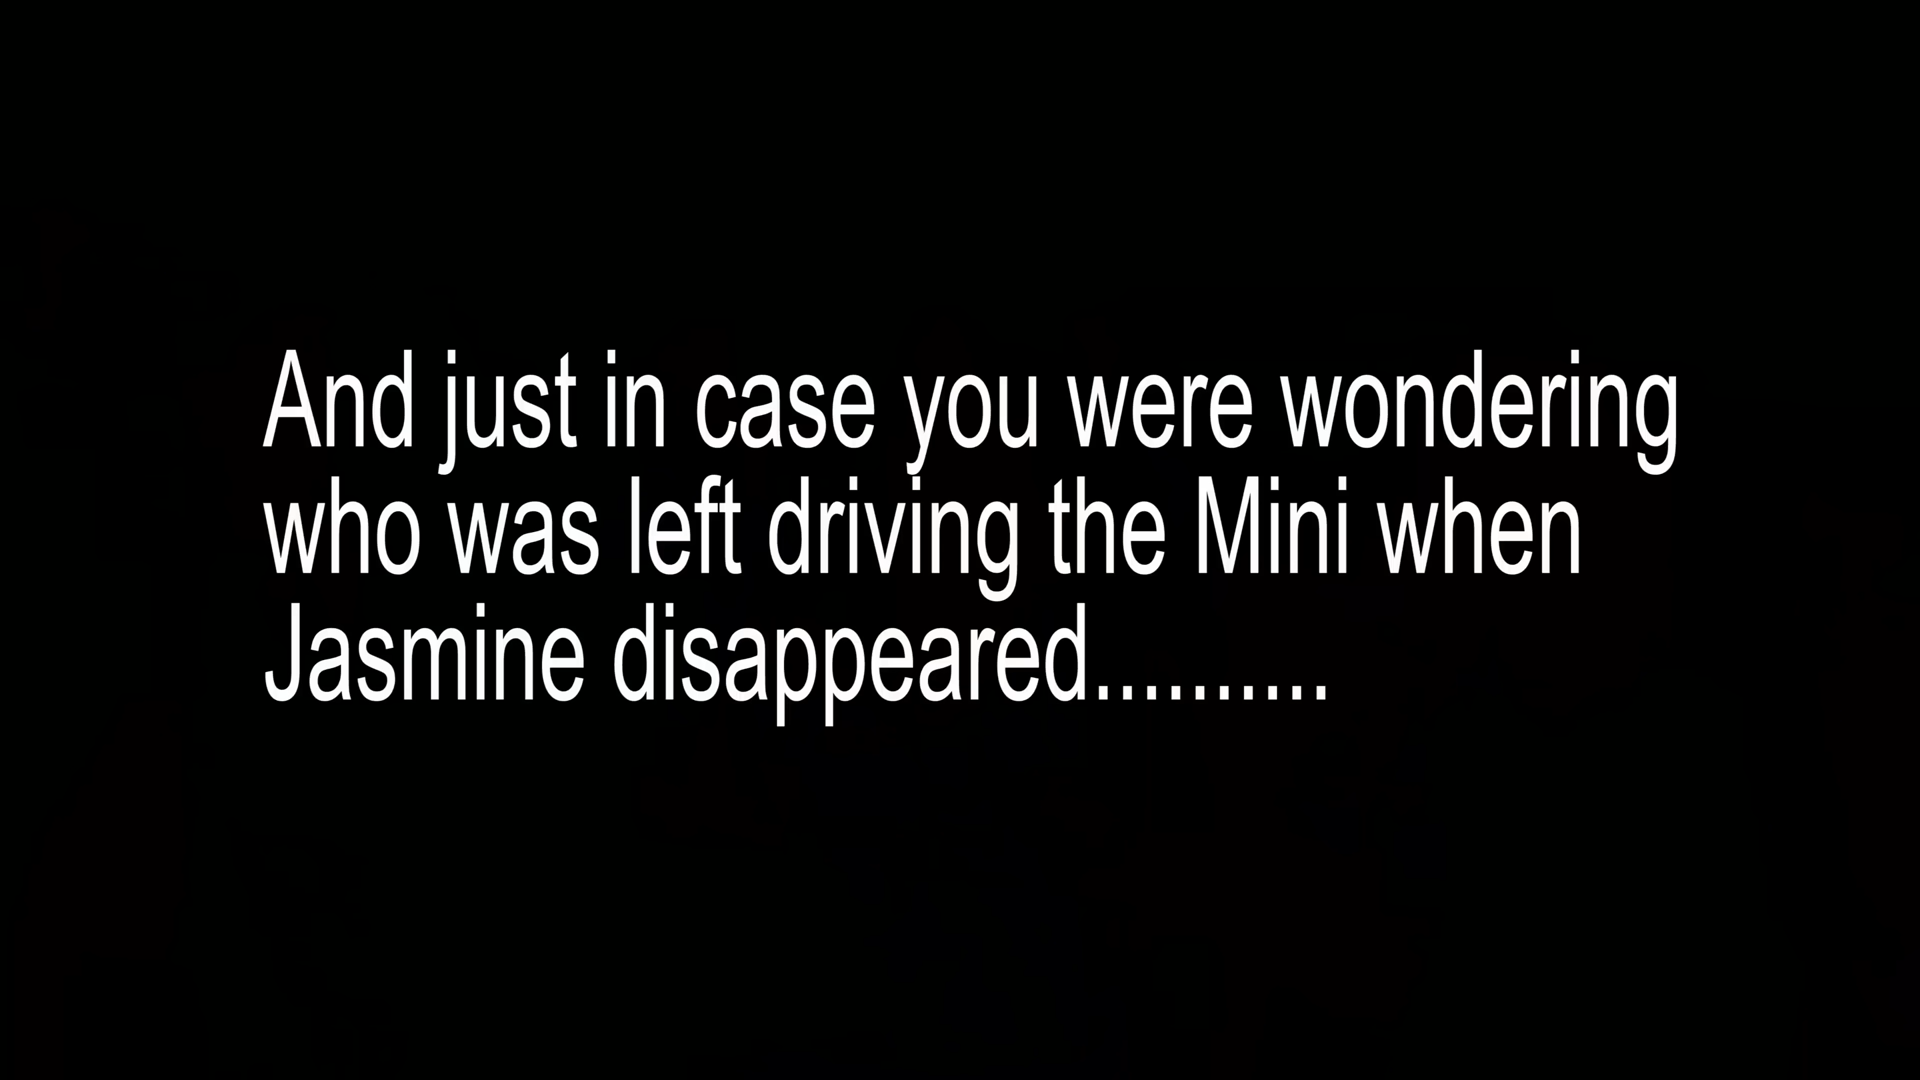 And just in case you were wondering
who was left driving the Mini when
Jasmine disappeared..........